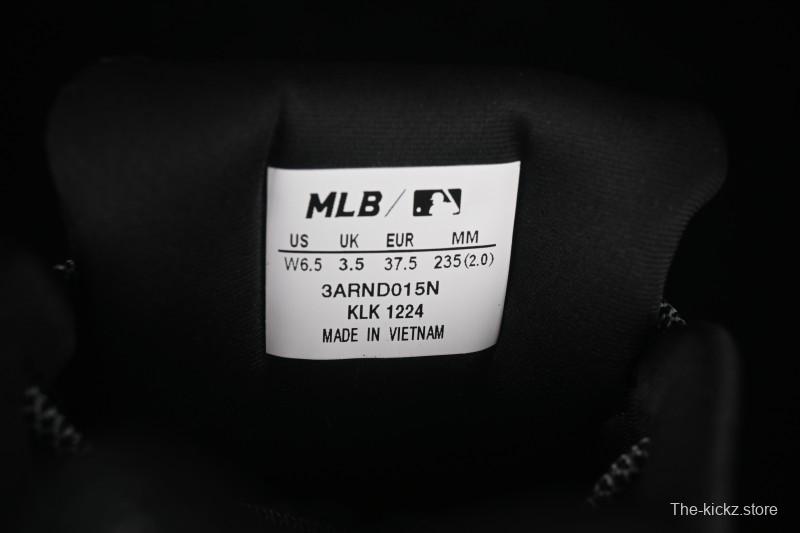 MLB /
US UK EUR MM
W6.5 3.5 37.5 235(2.0)
3ARND015N
KLK 1224
MADE IN VIETNAM
The-kickz.store